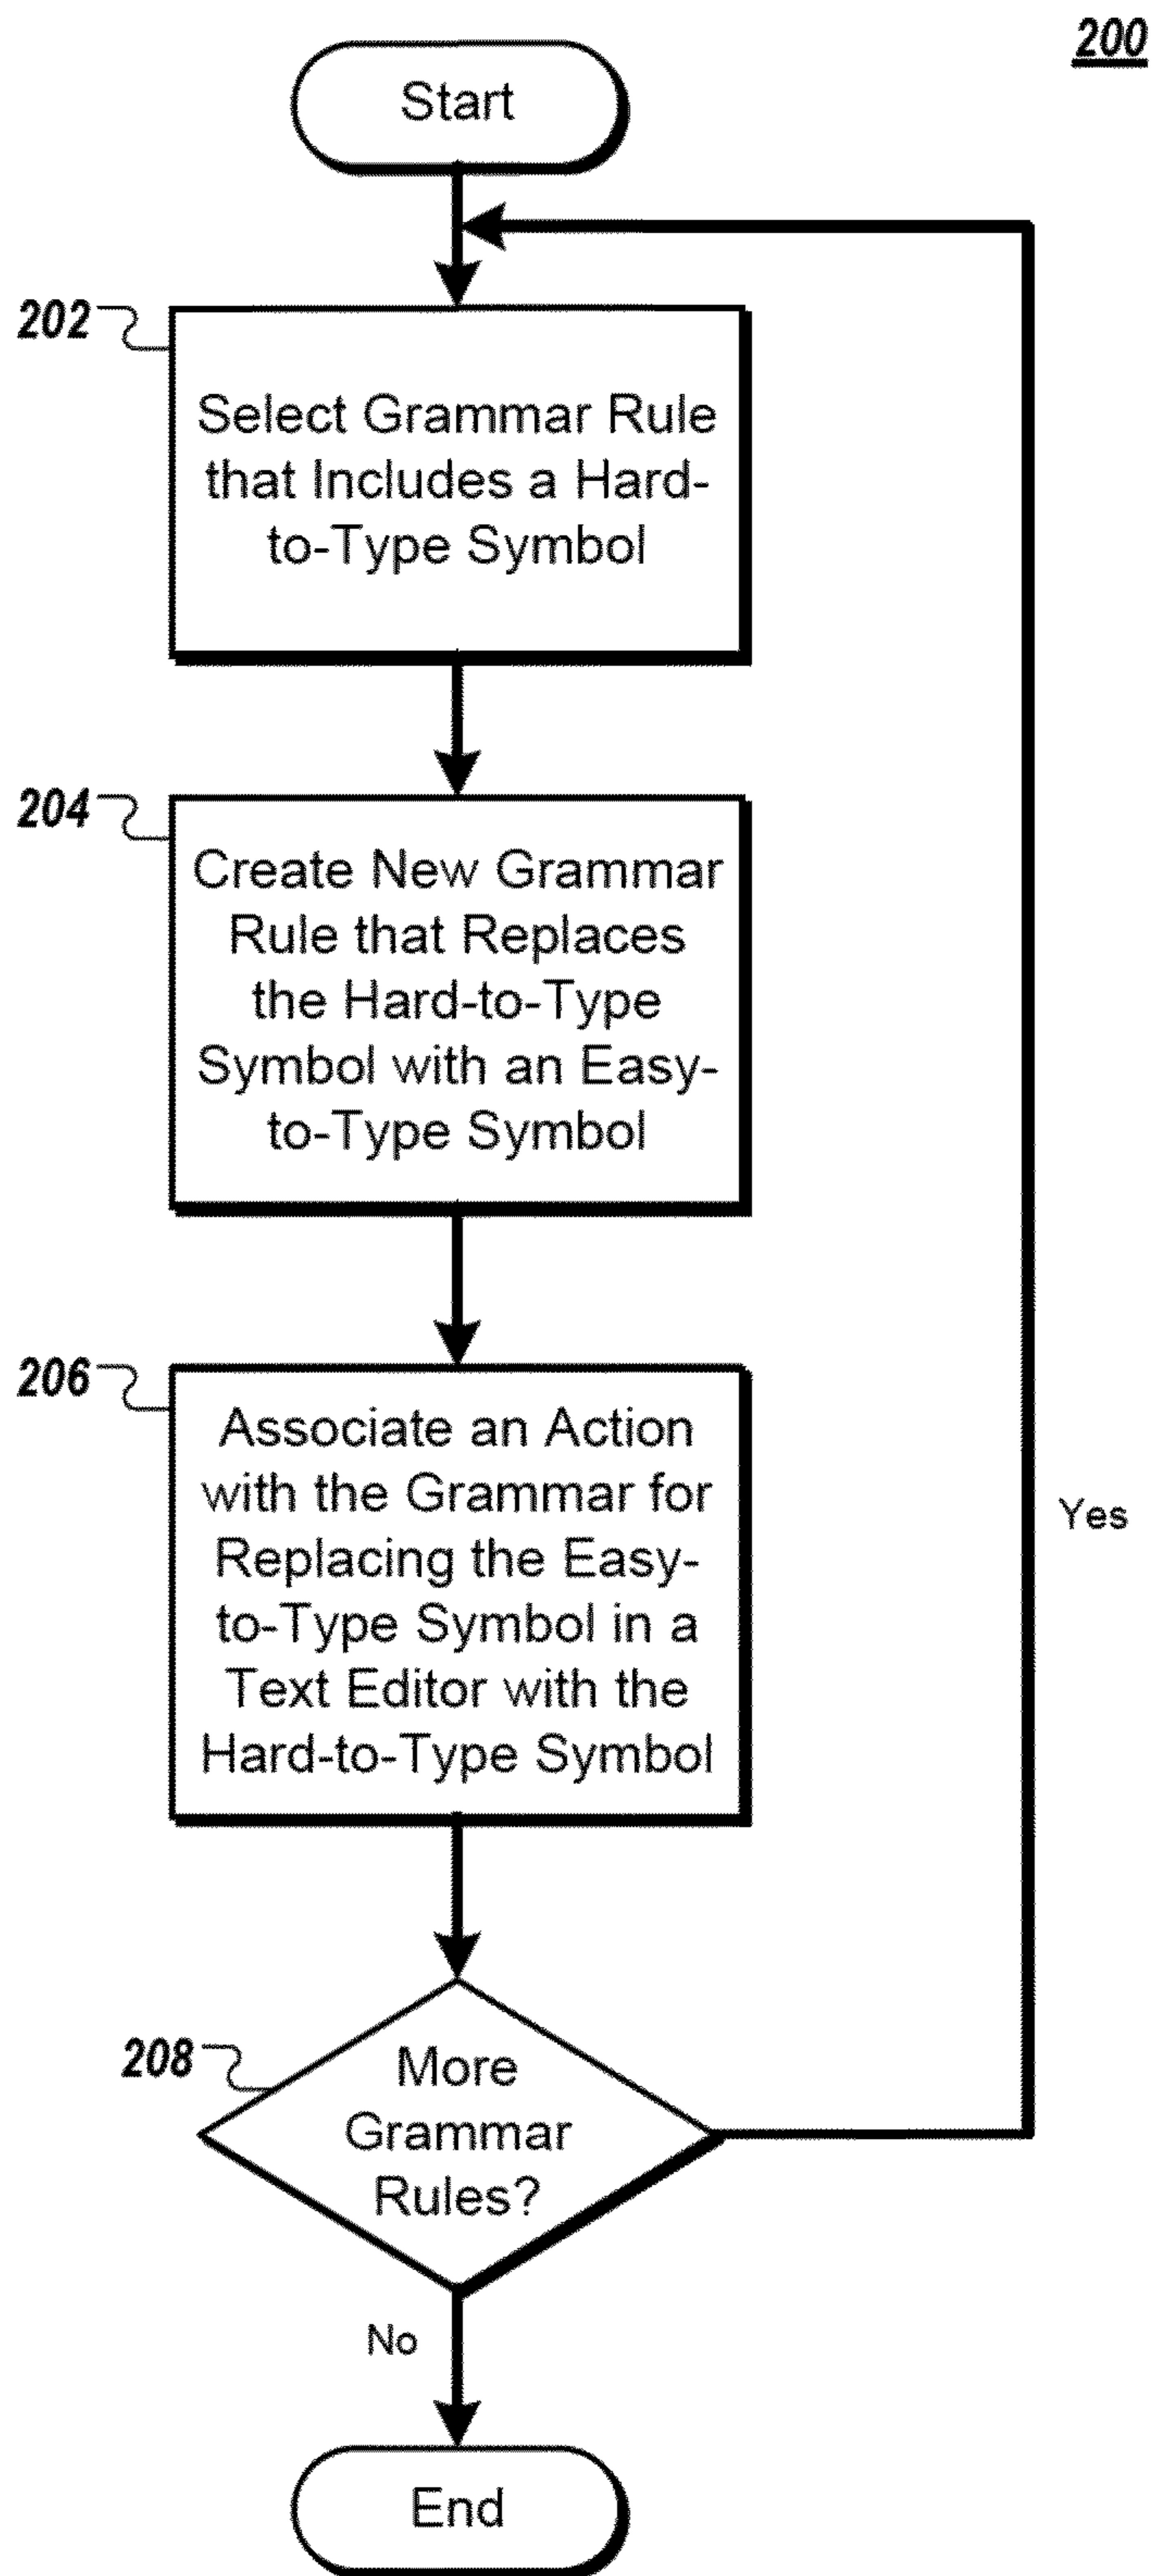 200
Start
202
Select Grammar Rule
that Includes a Hard-
to-Type Symbol
204
Create New Grammar
Rule that Replaces
the Hard-to-Type
Symbol with an Easy-
to-Type Symbol
206
Associate an Action
with the Grammar for
Replacing the Easy-
to-Type Symbol in a
Text Editor with the
Hard-to-Type Symbol
Yes
208
More
Grammar
Rules?
No
End